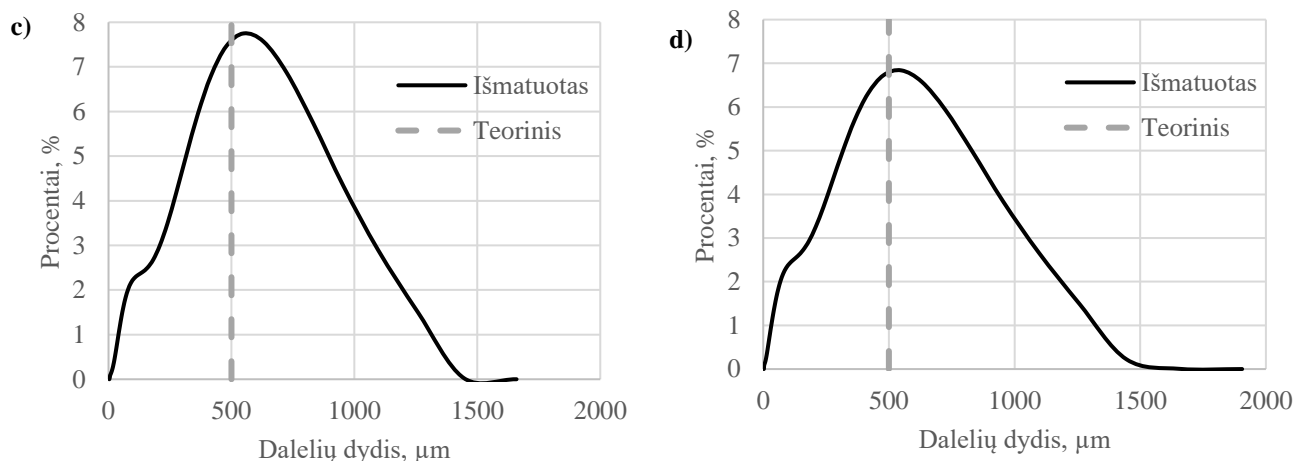 c)
8
7
6
5
4
3
2
1
0
Procentai, %
Išmatuotas
Teorinis
0 500 1000 1500 2000
Dalelių dydis, µm
d)
8
7
6
5
4
3
2
1
0
Procentai, %
Išmatuotas
Teorinis
0 500 1000 1500 2000
Dalelių dydis, µm